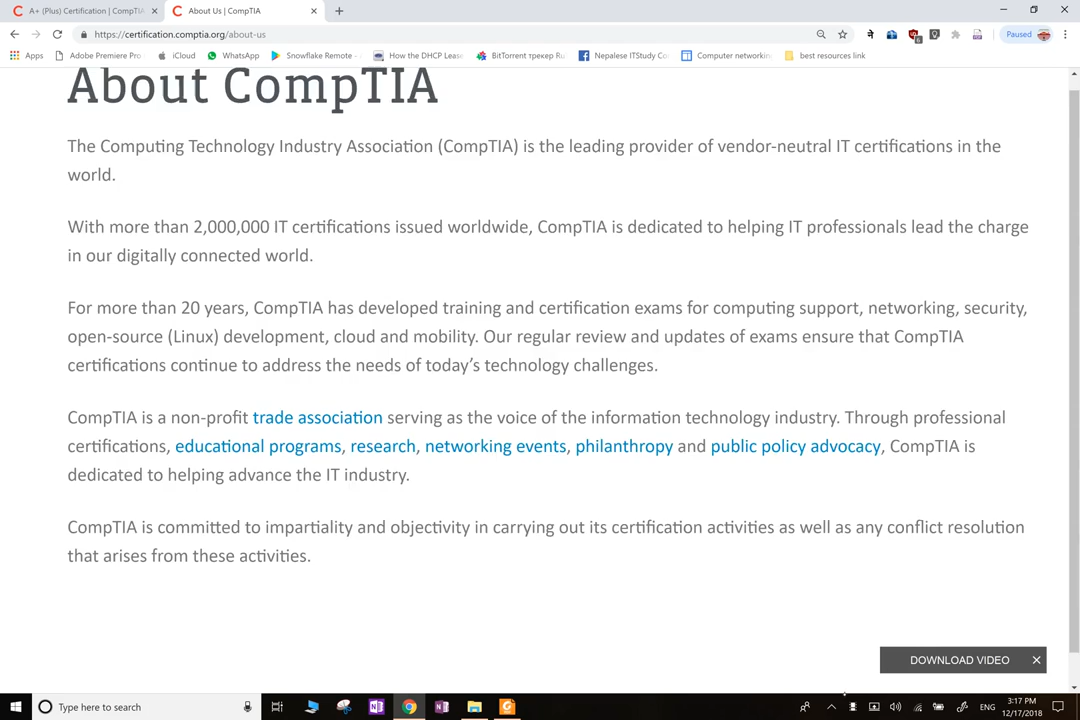 A+ (Plus) Certification | CompTIA
About Us | CompTIA
https://certification.comptia.org/about-us
Paused
Apps
Adobe Premiere Pro
iCloud
WhatsApp
Snowflake Remote -
How the DHCP Lease
BitTorrent трекер Ru
Nepalese ITStudy Co
Computer networking
best resources link
About CompTIA
The Computing Technology Industry Association (CompTIA) is the leading provider of vendor-neutral IT certifications in the
world.
With more than 2,000,000 IT certifications issued worldwide, CompTIA is dedicated to helping IT professionals lead the charge
in our digitally connected world.
For more than 20 years, CompTIA has developed training and certification exams for computing support, networking, security,
open-source (Linux) development, cloud and mobility. Our regular review and updates of exams ensure that CompTIA
certifications continue to address the needs of today's technology challenges.
CompTIA is a non-profit trade association serving as the voice of the information technology industry. Through professional
certifications, educational programs, research, networking events, philanthropy and public policy advocacy, CompTIA is
dedicated to helping advance the IT industry.
CompTIA is committed to impartiality and objectivity in carrying out its certification activities as well as any conflict resolution
that arises from these activities.
DOWNLOAD VIDEO
Type here to search
ENG
3:17 PM
12/17/2018